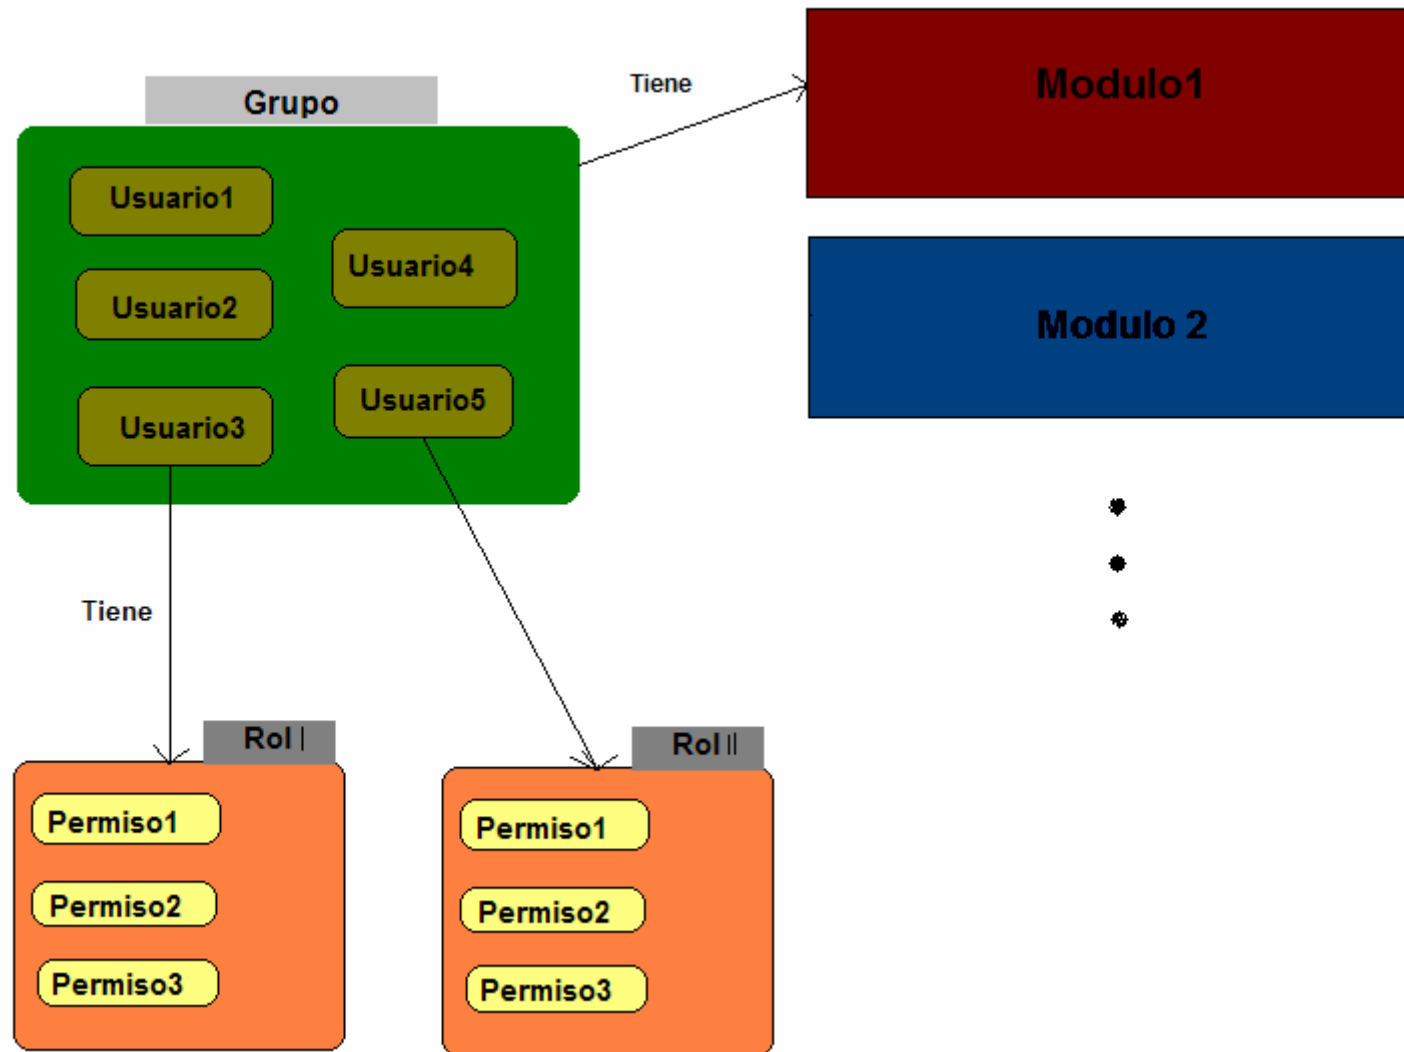 Grupo
Tiene
Modulo1
Usuario1
Usuario4
Usuario2
Modulo 2
Usuario5
Usuario3
Tiene
Rol |
Rol ||
Permiso1
Permiso2
Permiso3
Permiso1
Permiso2
Permiso3